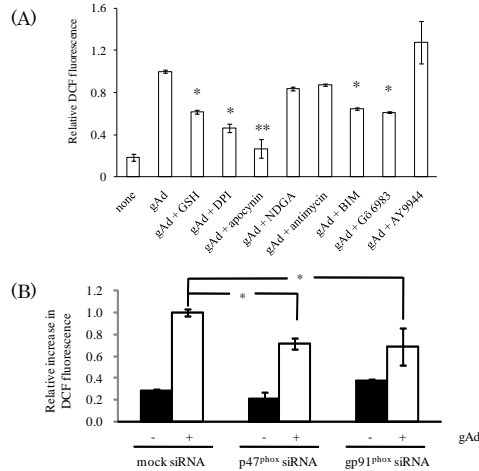 (A)
Relative DCF fluorescence
1.6
1.2
0.8
0.4
0
*
*
**
*
*
none
gAd
gAd + GSH
gAd + DPI
gAd + apocynin
gAd + NDGA
gAd + antimycin
gAd + BIM
gAd + Gö 6983
gAd + AY9944
(B)
Relative increase in
DCF fluorescence
1.2
1.0
0.8
0.6
0.4
0.2
0.0
*
*
- + - + - + gAd
mock siRNA p47phox siRNA gp91phox siRNA